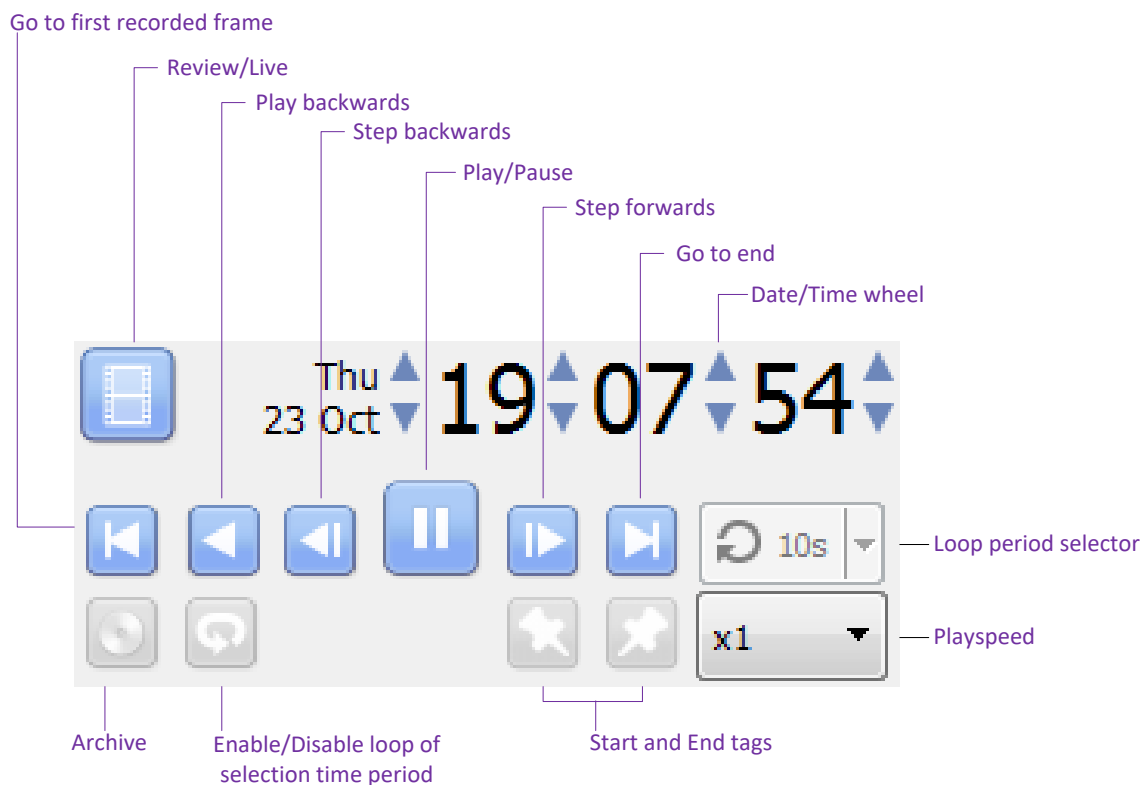 Go to first recorded frame
Review/Live
Play backwards
Step backwards
Play/Pause
Step forwards
Go to end
Date/Time wheel
Thu
23 Oct
19 07 54
10s
Loop period selector
x1
Playspeed
Archive
Enable/Disable loop of
selection time period
Start and End tags